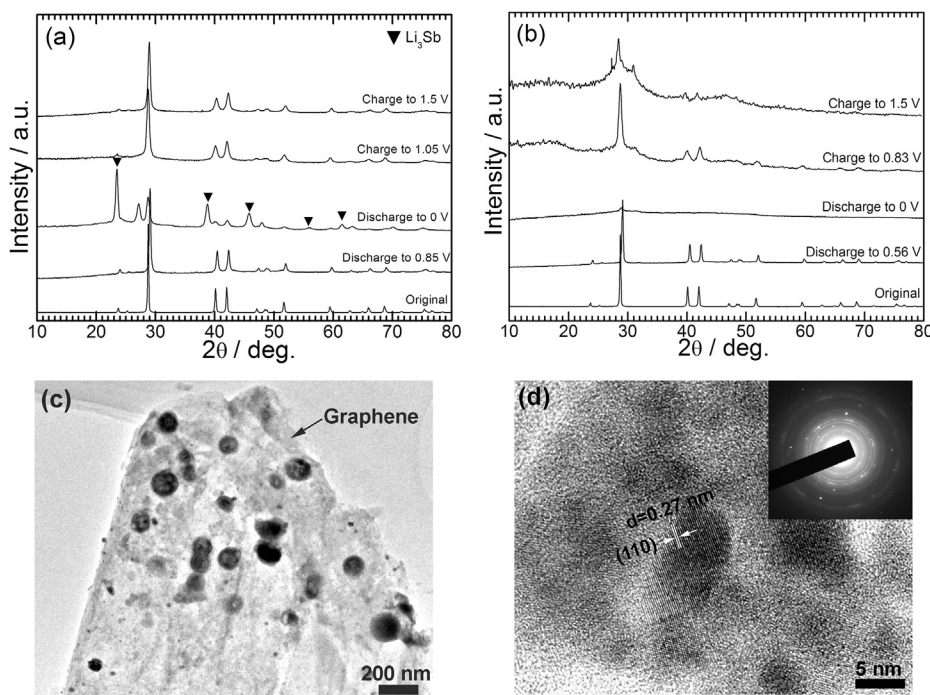 (a)
▼ Li₃Sb
Charge to 1.5 V
Charge to 1.05 V
Discharge to 0 V
Discharge to 0.85 V
Original
Intensity / a.u.
10 20 30 40 50 60 70 80
2θ / deg.
(b)
Charge to 1.5 V
Charge to 0.83 V
Discharge to 0 V
Discharge to 0.56 V
Original
Intensity / a.u.
10 20 30 40 50 60 70 80
2θ / deg.
(c)
Graphene
200 nm
(d)
d=0.27 nm
(110)
5 nm